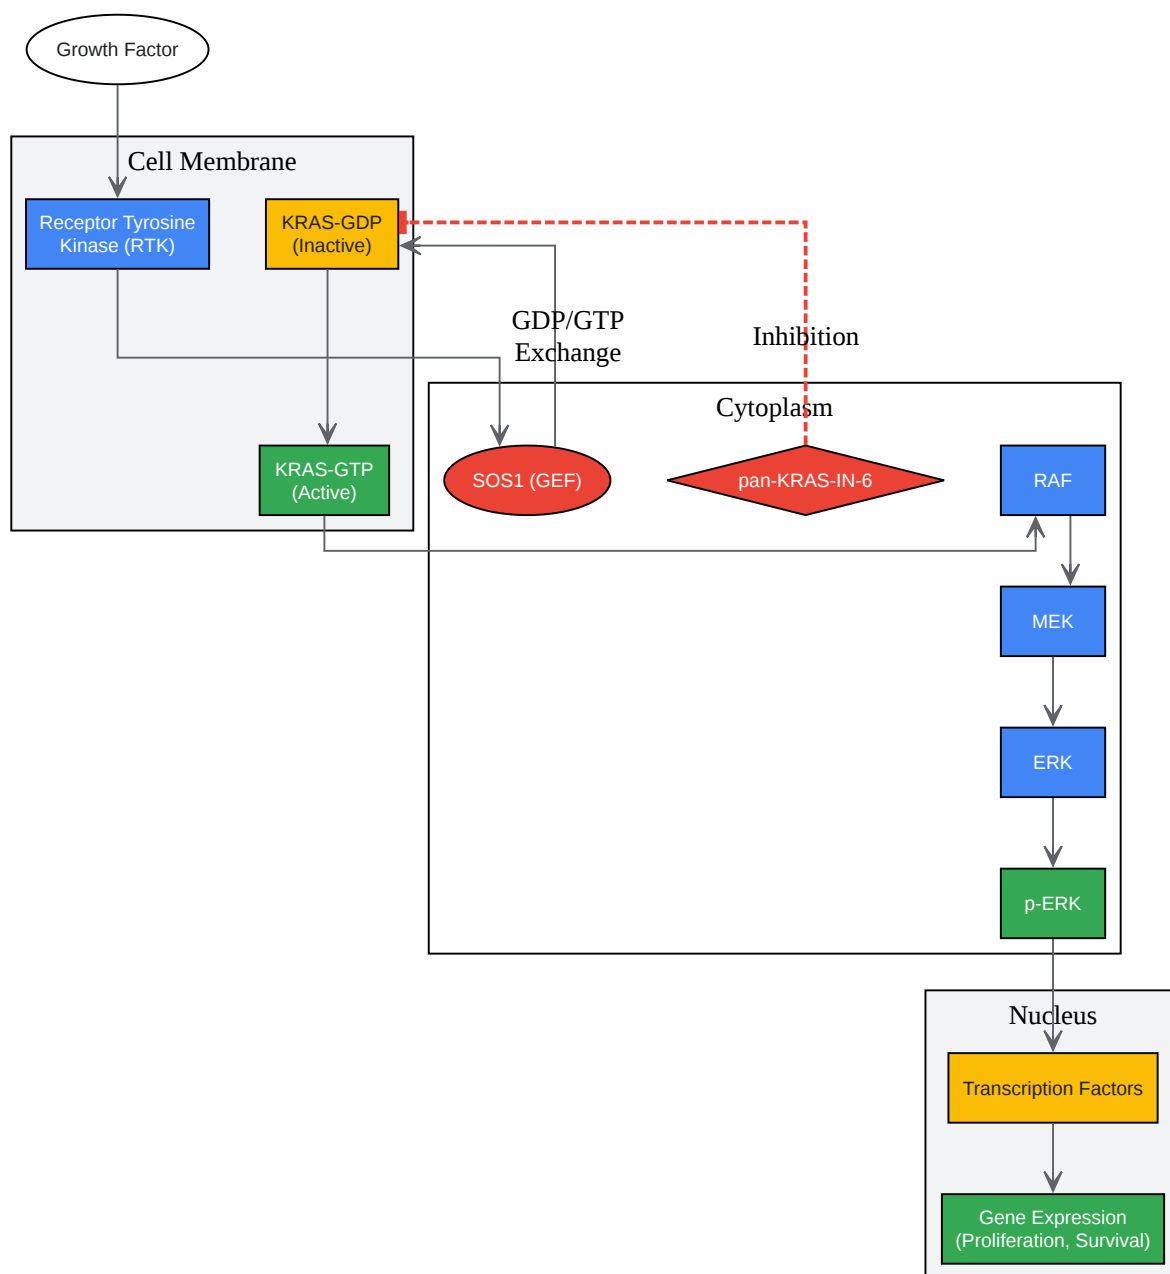 Growth Factor
Cell Membrane
Receptor Tyrosine
Kinase (RTK)
KRAS-GDP
(Inactive)
GDP/GTP
Exchange
Inhibition
Cytoplasm
KRAS-GTP
(Active)
SOS1 (GEF)
pan-KRAS-IN-6
RAF
MEK
ERK
p-ERK
Nucleus
Transcription Factors
Gene Expression
(Proliferation, Survival)